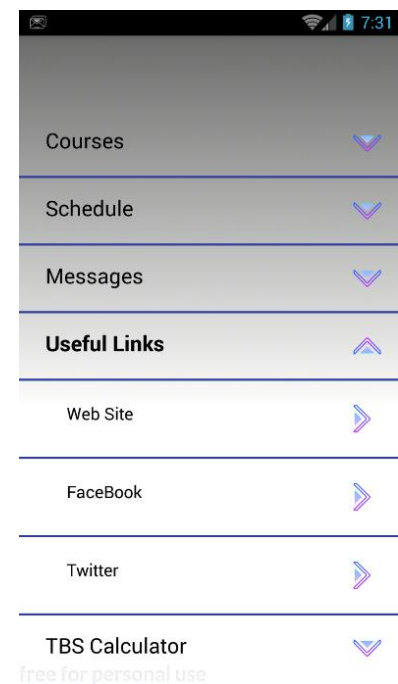 7:31
Courses
Schedule
Messages
Useful Links
Web Site
FaceBook
Twitter
TBS Calculator
free for personal use